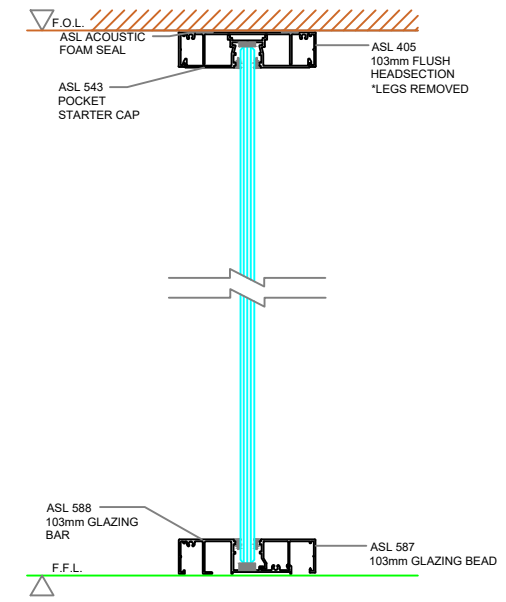 F.O.L.
ASL ACOUSTIC
FOAM SEAL
ASL 405
103mm FLUSH
HEADSECTION
*LEGS REMOVED
ASL 543
POCKET
STARTER CAP
ASL 588
103mm GLAZING
BAR
ASL 587
103mm GLAZING BEAD
F.F.L.